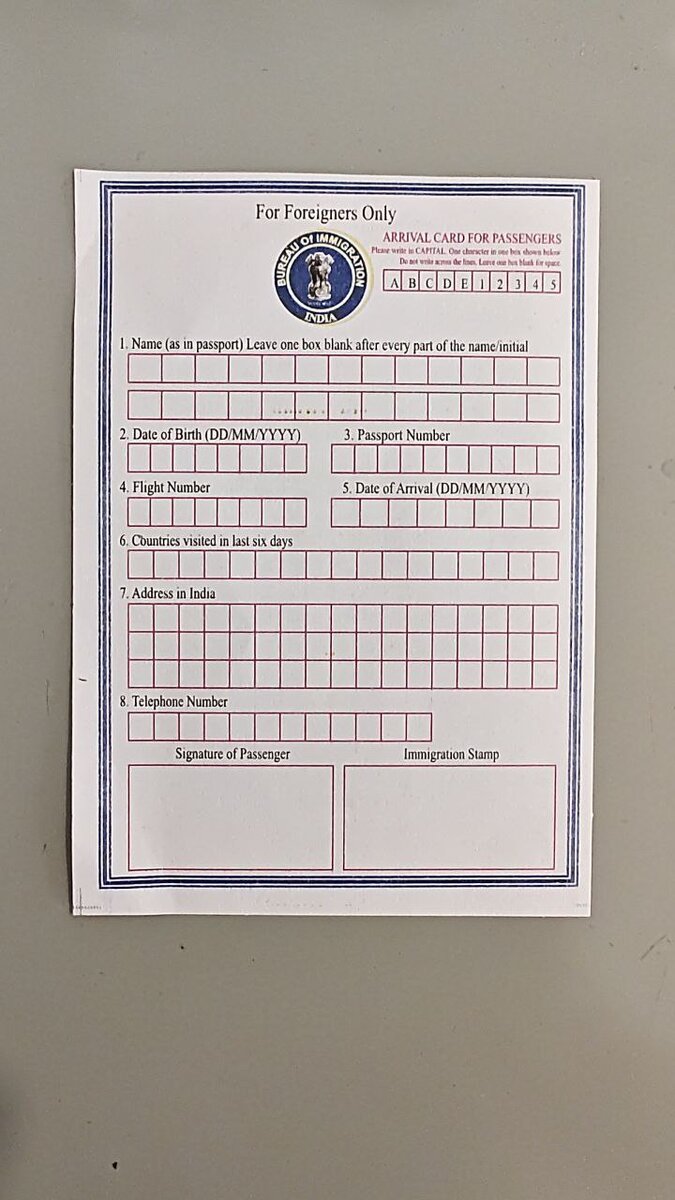 For Foreigners Only
BUREAU Of IMMIGRATION
INDIA
ARRIVAL CARD FOR PASSENGERS
Please write in CAPITAL. One character in one box shown below
Do not write across the lines. Leave one box blank for space.
A B C D E 1 2 3 4 5
1. Name (as in passport) Leave one box blank after every part of the name/initial
2. Date of Birth (DD/MM/YYYY) 3. Passport Number
4. Flight Number 5. Date of Arrival (DD/MM/YYYY)
6. Countries visited in last six days
7. Address in India
8. Telephone Number
Signature of Passenger Immigration Stamp